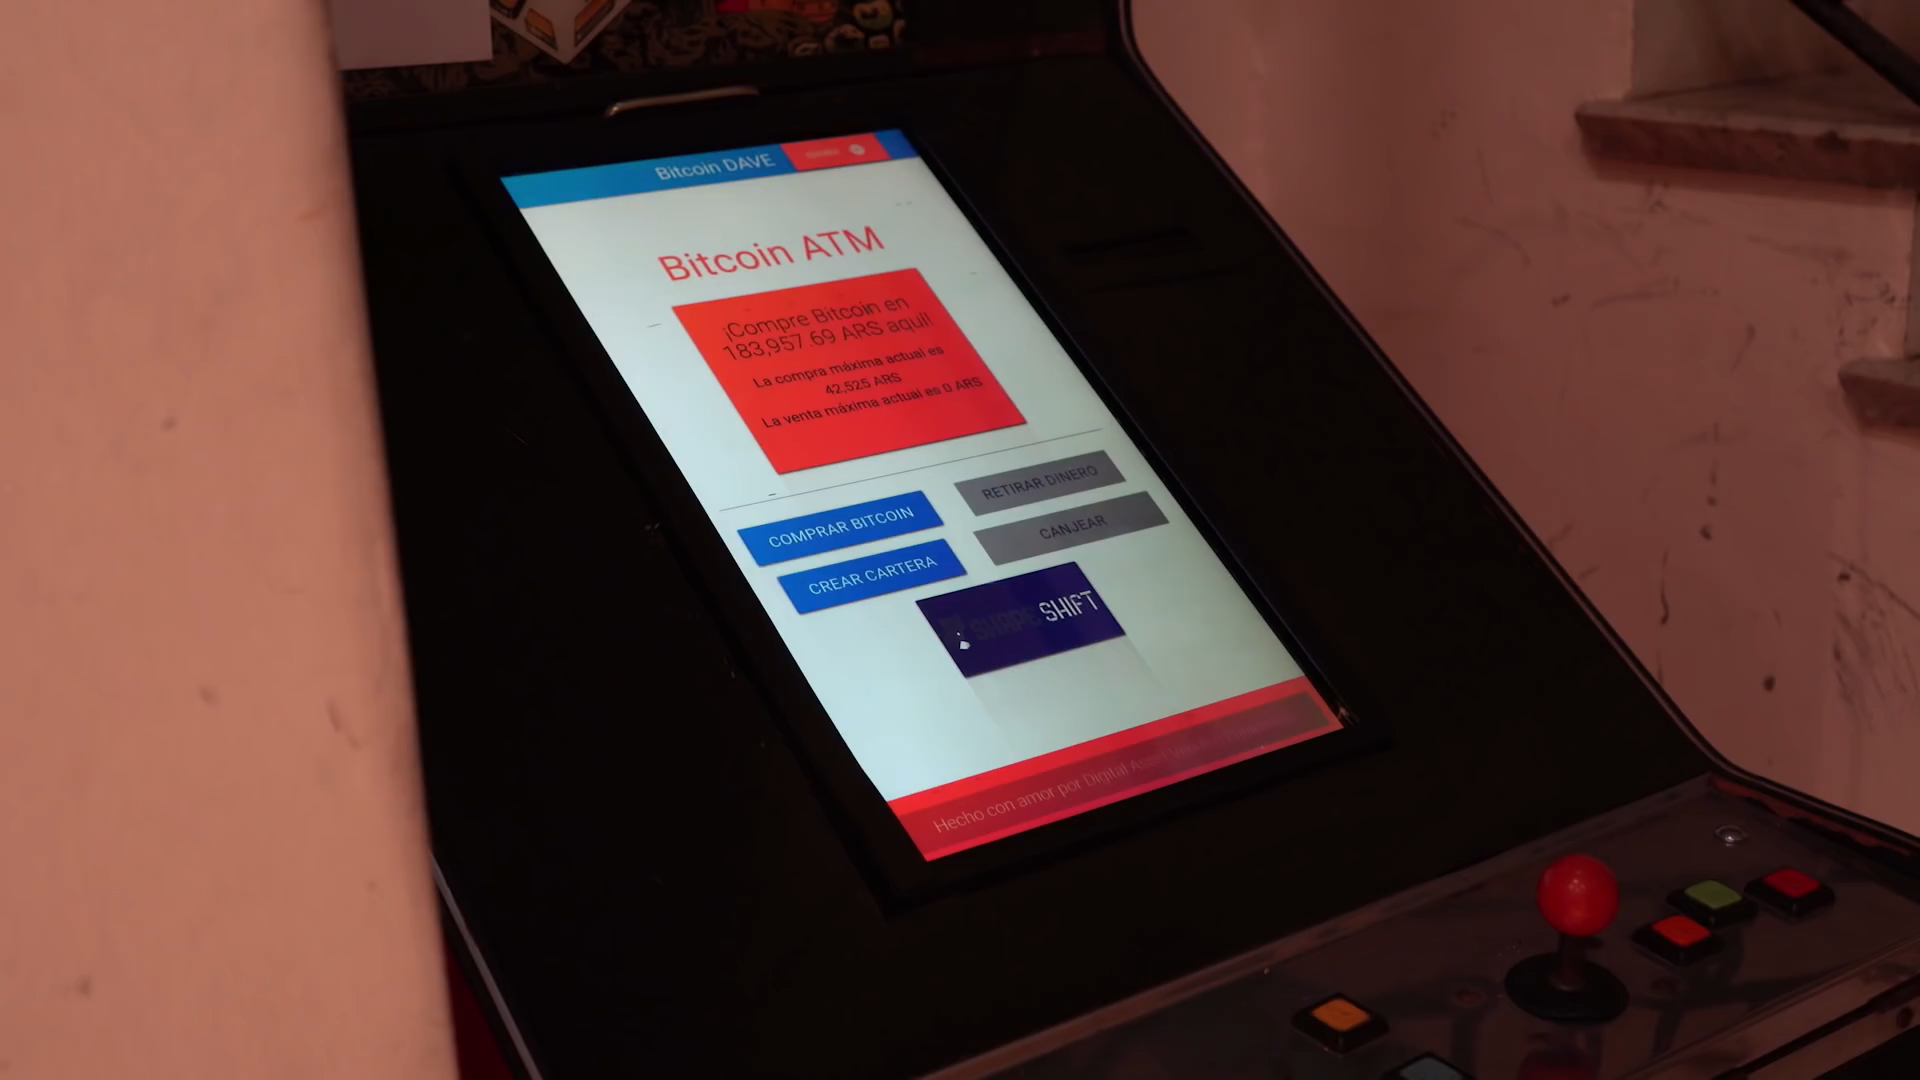 Bitcoin DAVE
Bitcoin ATM
¡Compre Bitcoin en
183,957.69 ARS aquí!
La compra máxima actual es
42,525 ARS
La venta máxima actual es 0 ARS
COMPRAR BITCOIN
RETIRAR DINERO
CREAR CARTERA
CANJEAR
SHAPESHIFT
Hecho con amor por Digital